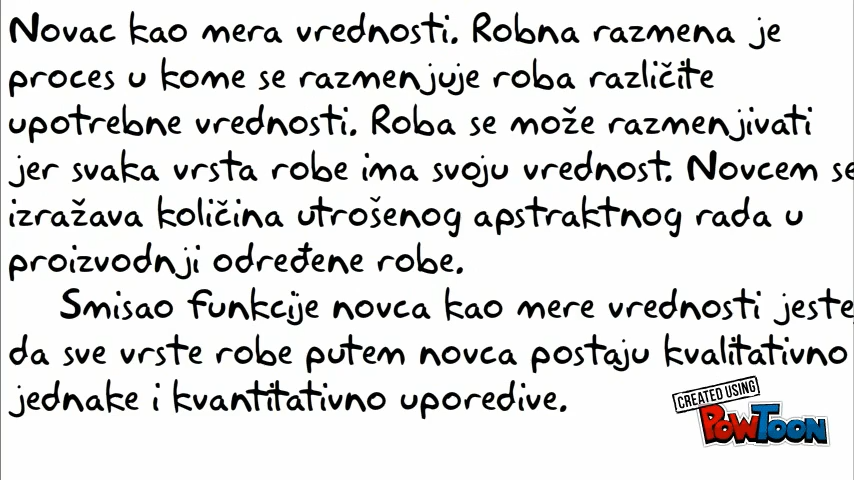 Novac kao mera vrednosti. Robna razmena je
proces u kome se razmenjuje roba različite
upotrebne vrednosti. Roba se može razmenjivati
jer svaka vrsta robe ima svoju vrednost. Novcem se
izražava količina utrošenog apstraktnog rada u
proizvodnji određene robe.
Smisao funkcije novca kao mere vrednosti jeste
da sve vrste robe putem novca postaju kvalitativno
jednake i kvantitativno uporedive.
CREATED USING
POWTOON